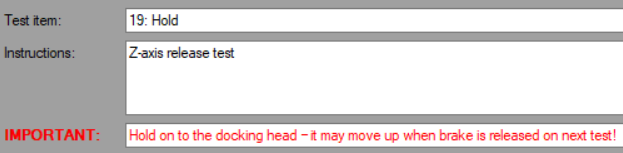 Test item: 19: Hold
Instructions: Z-axis release test
IMPORTANT: Hold on to the docking head – it may move up when brake is released on next test!